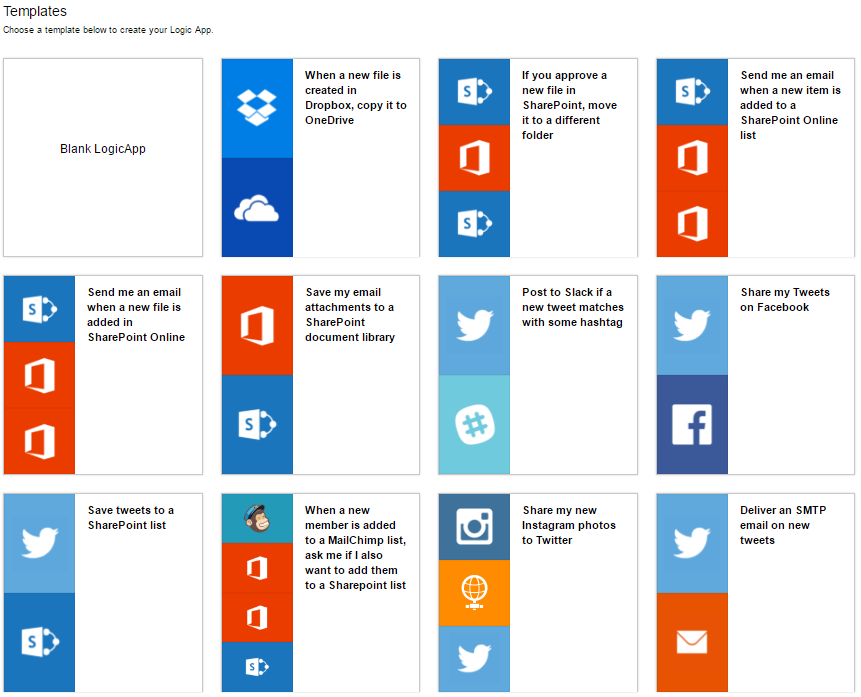 Templates
Choose a template below to create your Logic App.
Blank LogicApp
When a new file is
created in
Dropbox, copy it to
OneDrive
If you approve a
new file in
SharePoint, move
it to a different
folder
Send me an email
when a new item is
added to a
SharePoint Online
list
Send me an email
when a new file is
added in
SharePoint Online
Save my email
attachments to a
SharePoint
document library
Post to Slack if a
new tweet matches
with some hashtag
Share my Tweets
on Facebook
Save tweets to a
SharePoint list
When a new
member is added
to a MailChimp list,
ask me if I also
want to add them
to a Sharepoint list
Share my new
Instagram photos
to Twitter
Deliver an SMTP
email on new
tweets